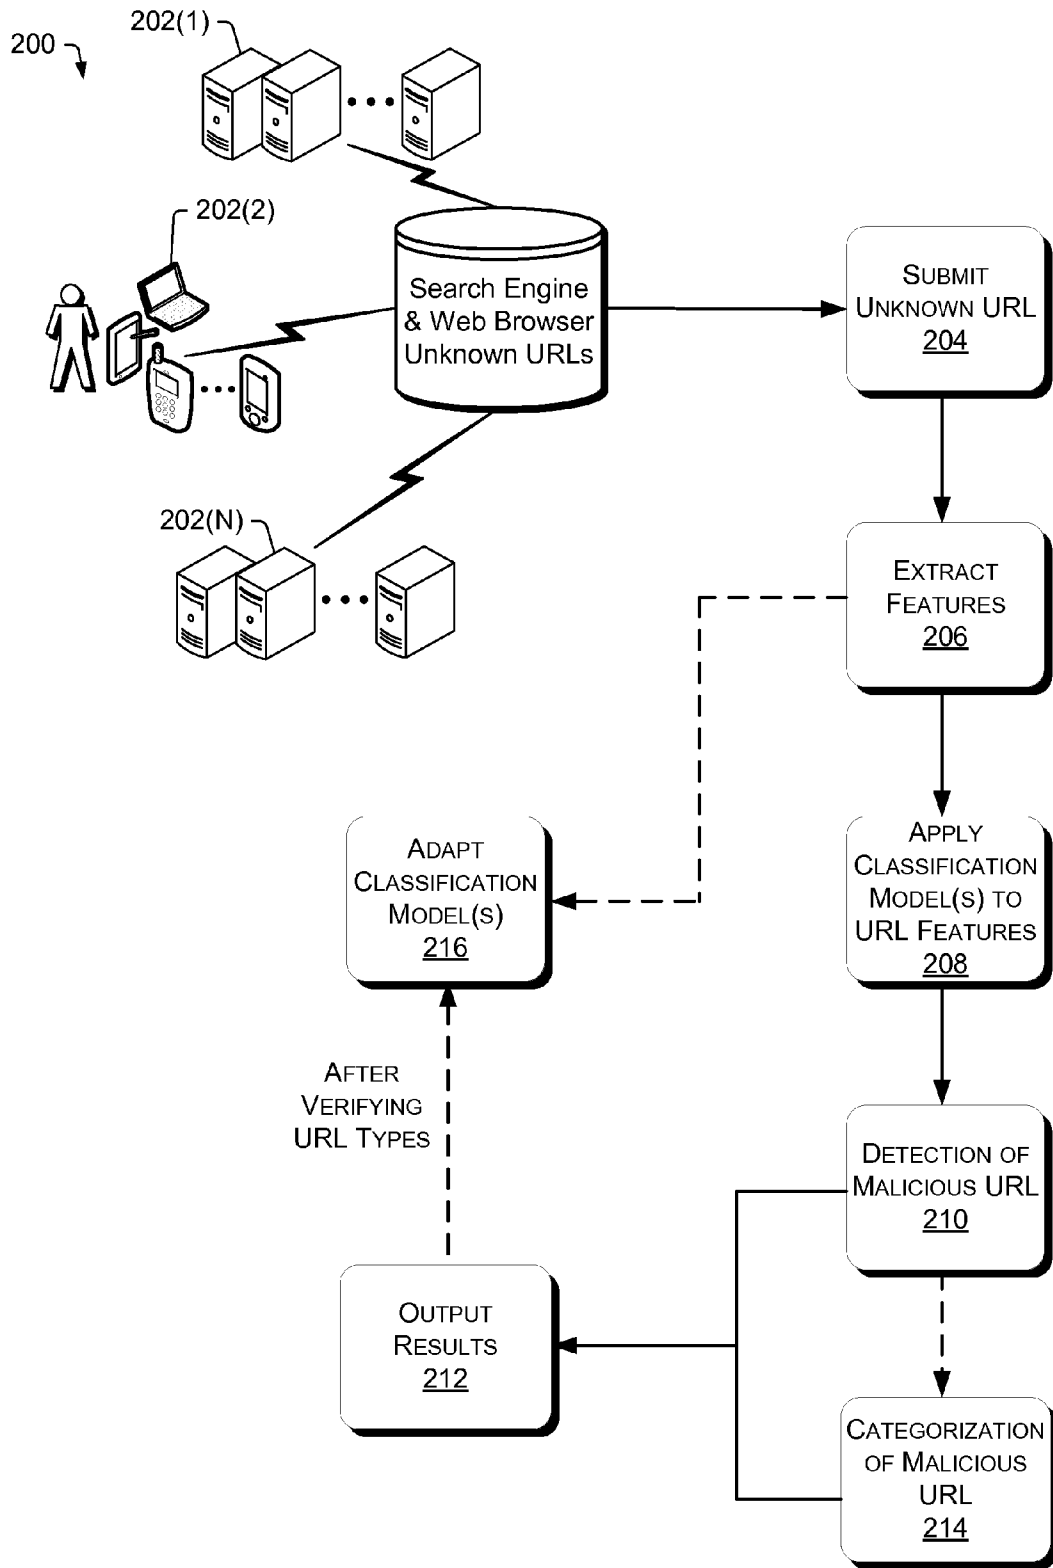 200
202(1)
202(2)
Search Engine
& Web Browser
Unknown URLs
202(N)
SUBMIT
UNKNOWN URL
204
EXTRACT
FEATURES
206
APPLY
CLASSIFICATION
MODEL(S) TO
URL FEATURES
208
ADAPT
CLASSIFICATION
MODEL(S)
216
AFTER
VERIFYING
URL TYPES
DETECTION OF
MALICIOUS URL
210
OUTPUT
RESULTS
212
CATEGORIZATION
OF MALICIOUS
URL
214